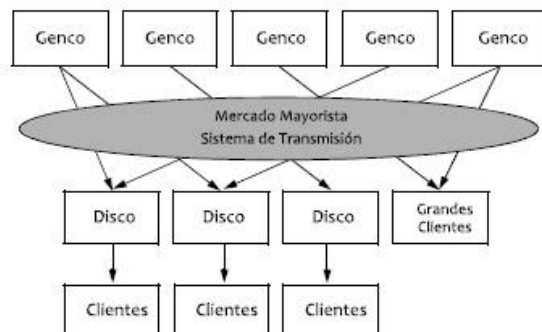 Genco Genco Genco Genco Genco
Mercado Mayorista
Sistema de Transmisión
Disco Disco Disco Grandes
Clientes
Clientes Clientes Clientes